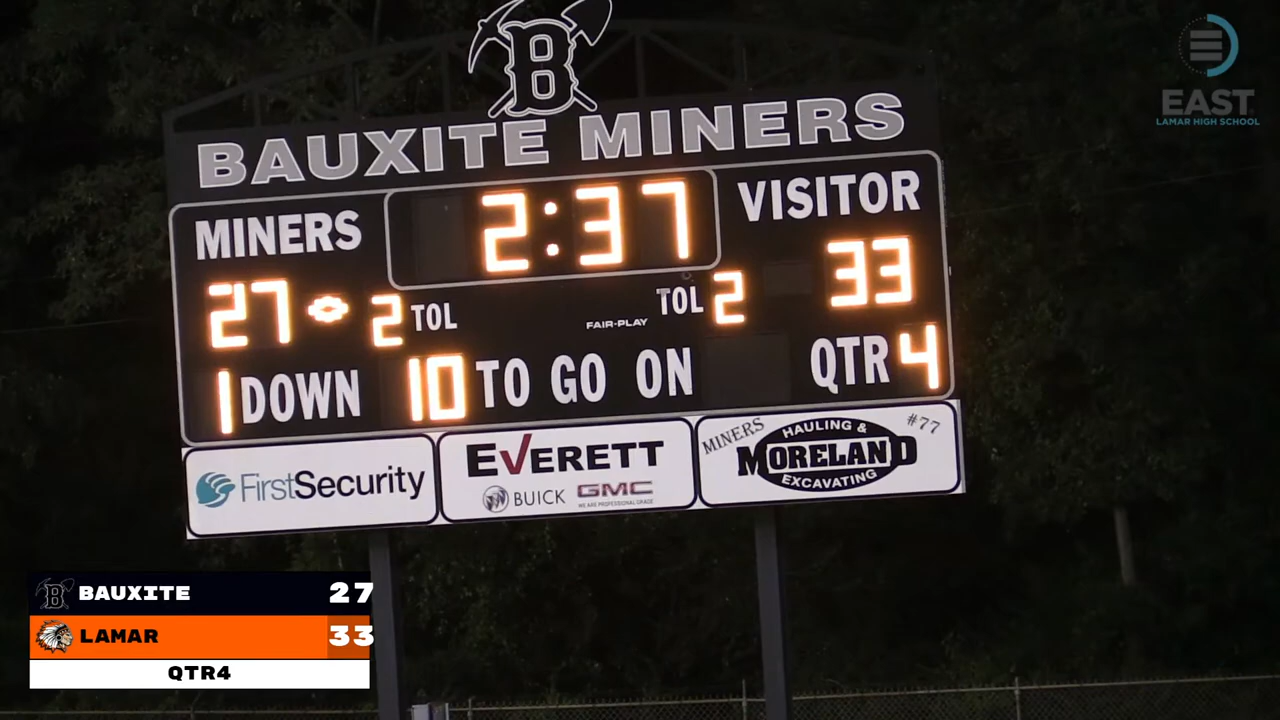 B
EAST
LAMAR HIGH SCHOOL
BAUXITE MINERS
MINERS 2:37 VISITOR
27 2 TOL TOL 2 33
FAIR-PLAY
1 DOWN 10 TO GO ON QTR 4
FirstSecurity
EVERETT
BUICK GMC
WE ARE PROFESSIONAL GRADE
MINERS #77
HAULING &
MORELAND
EXCAVATING
B BAUXITE 27
LAMAR 33
QTR4